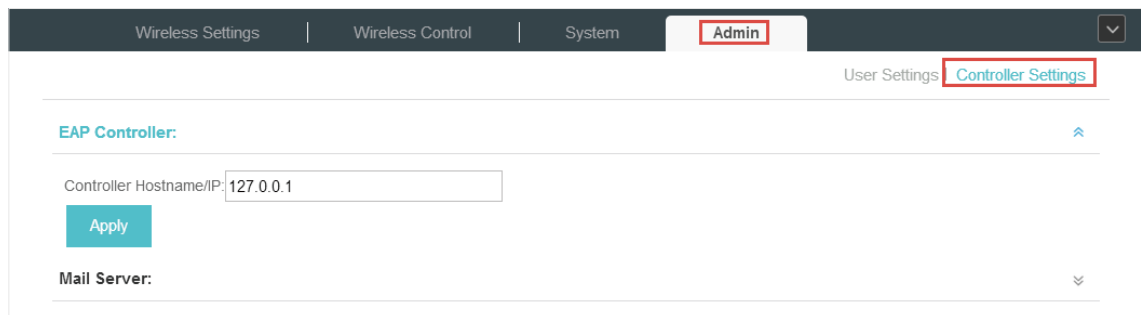 Wireless Settings Wireless Control System Admin
User Settings Controller Settings
EAP Controller:
Controller Hostname/IP: 127.0.0.1
Apply
Mail Server: